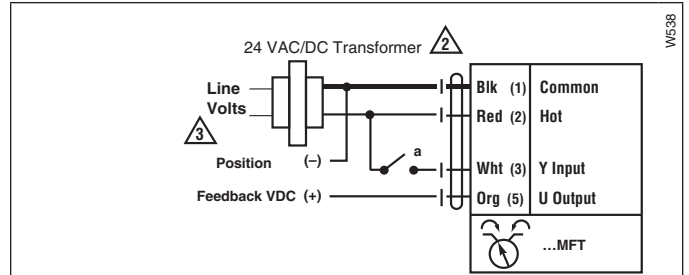 W538
24 VAC/DC Transformer 2
Line
Volts
3
Blk (1) Common
Red (2) Hot
a
Position (–)
Wht (3) Y Input
Feedback VDC (+)
Org (5) U Output
...MFT